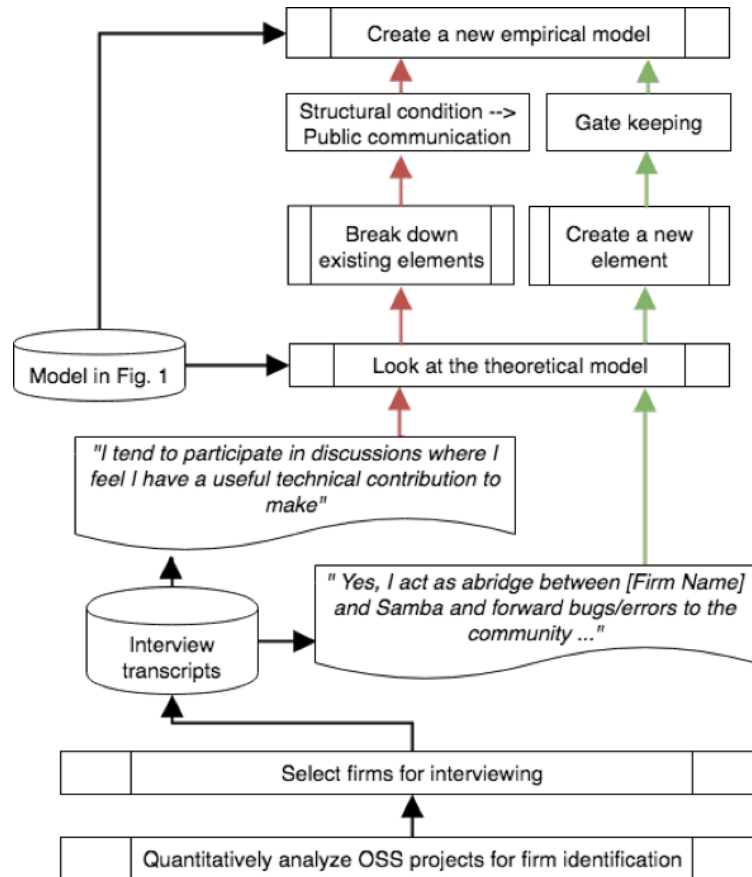 Create a new empirical model
Structural condition -->
Public communication
Gate keeping
Break down
existing elements
Create a new
element
Model in Fig. 1
Look at the theoretical model
"I tend to participate in discussions where I
feel I have a useful technical contribution to
make"
" Yes, I act as abridge between [Firm Name]
and Samba and forward bugs/errors to the
community ..."
Interview
transcripts
Select firms for interviewing
Quantitatively analyze OSS projects for firm identification